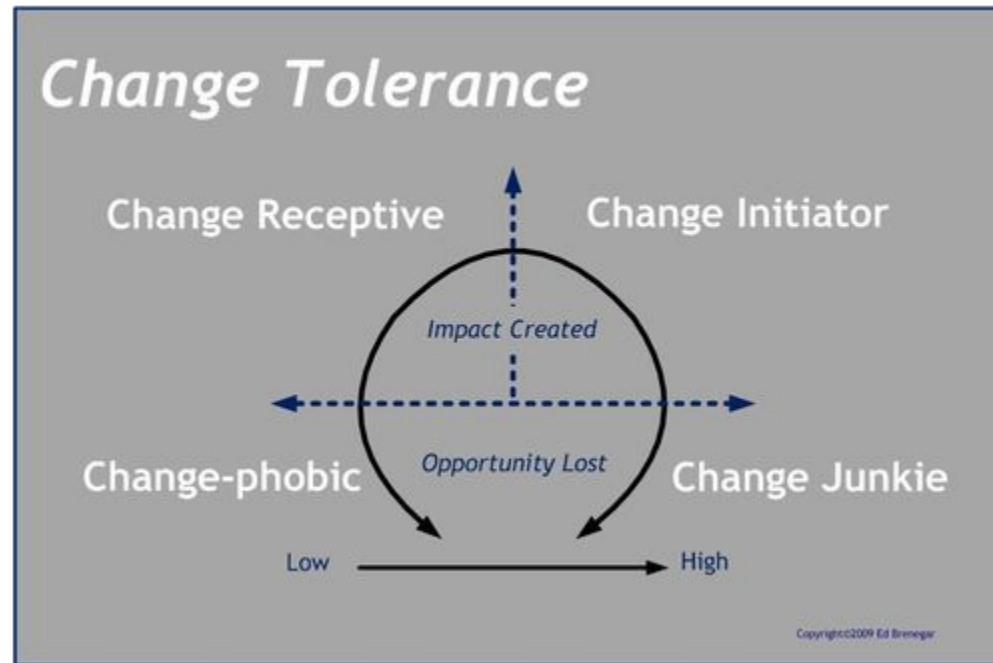 Change Tolerance
Change Receptive
Change Initiator
Impact Created
Opportunity Lost
Change-phobic
Change Junkie
Low
High
Copyright©2009 Ed Brenegar